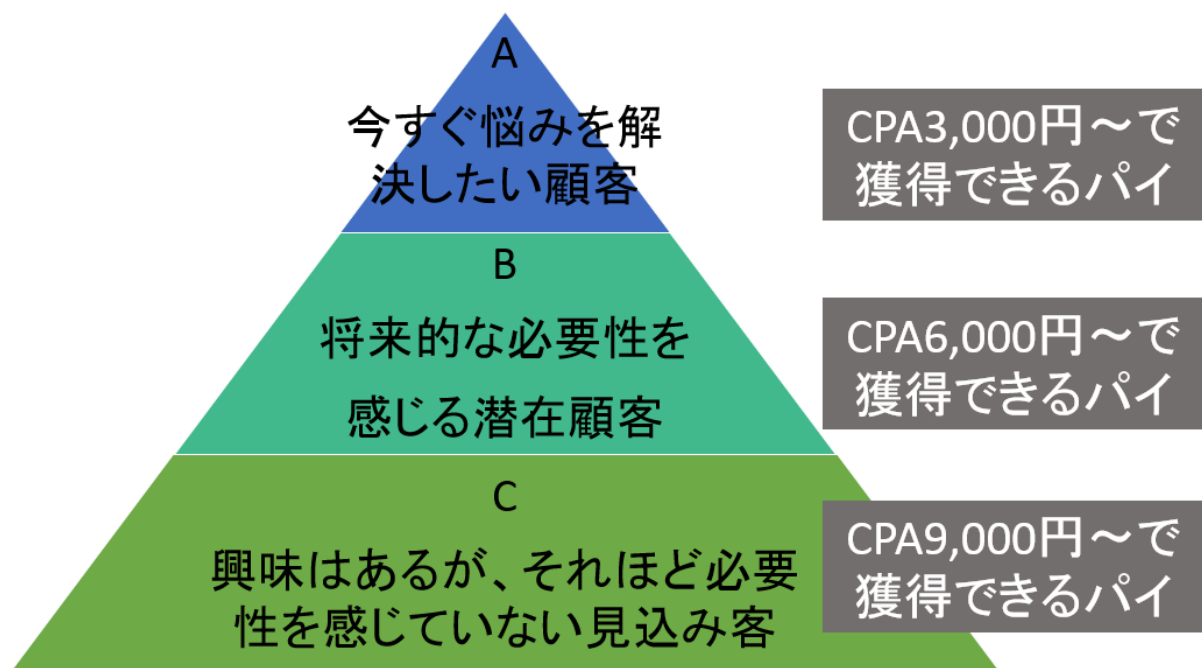 A
今すぐ悩みを解
決したい顧客
CPA3,000円～で
獲得できるパイ
B
将来的な必要性を
感じる潜在顧客
CPA6,000円～で
獲得できるパイ
C
興味はあるが、それほど必要
性を感じていない見込み客
CPA9,000円～で
獲得できるパイ